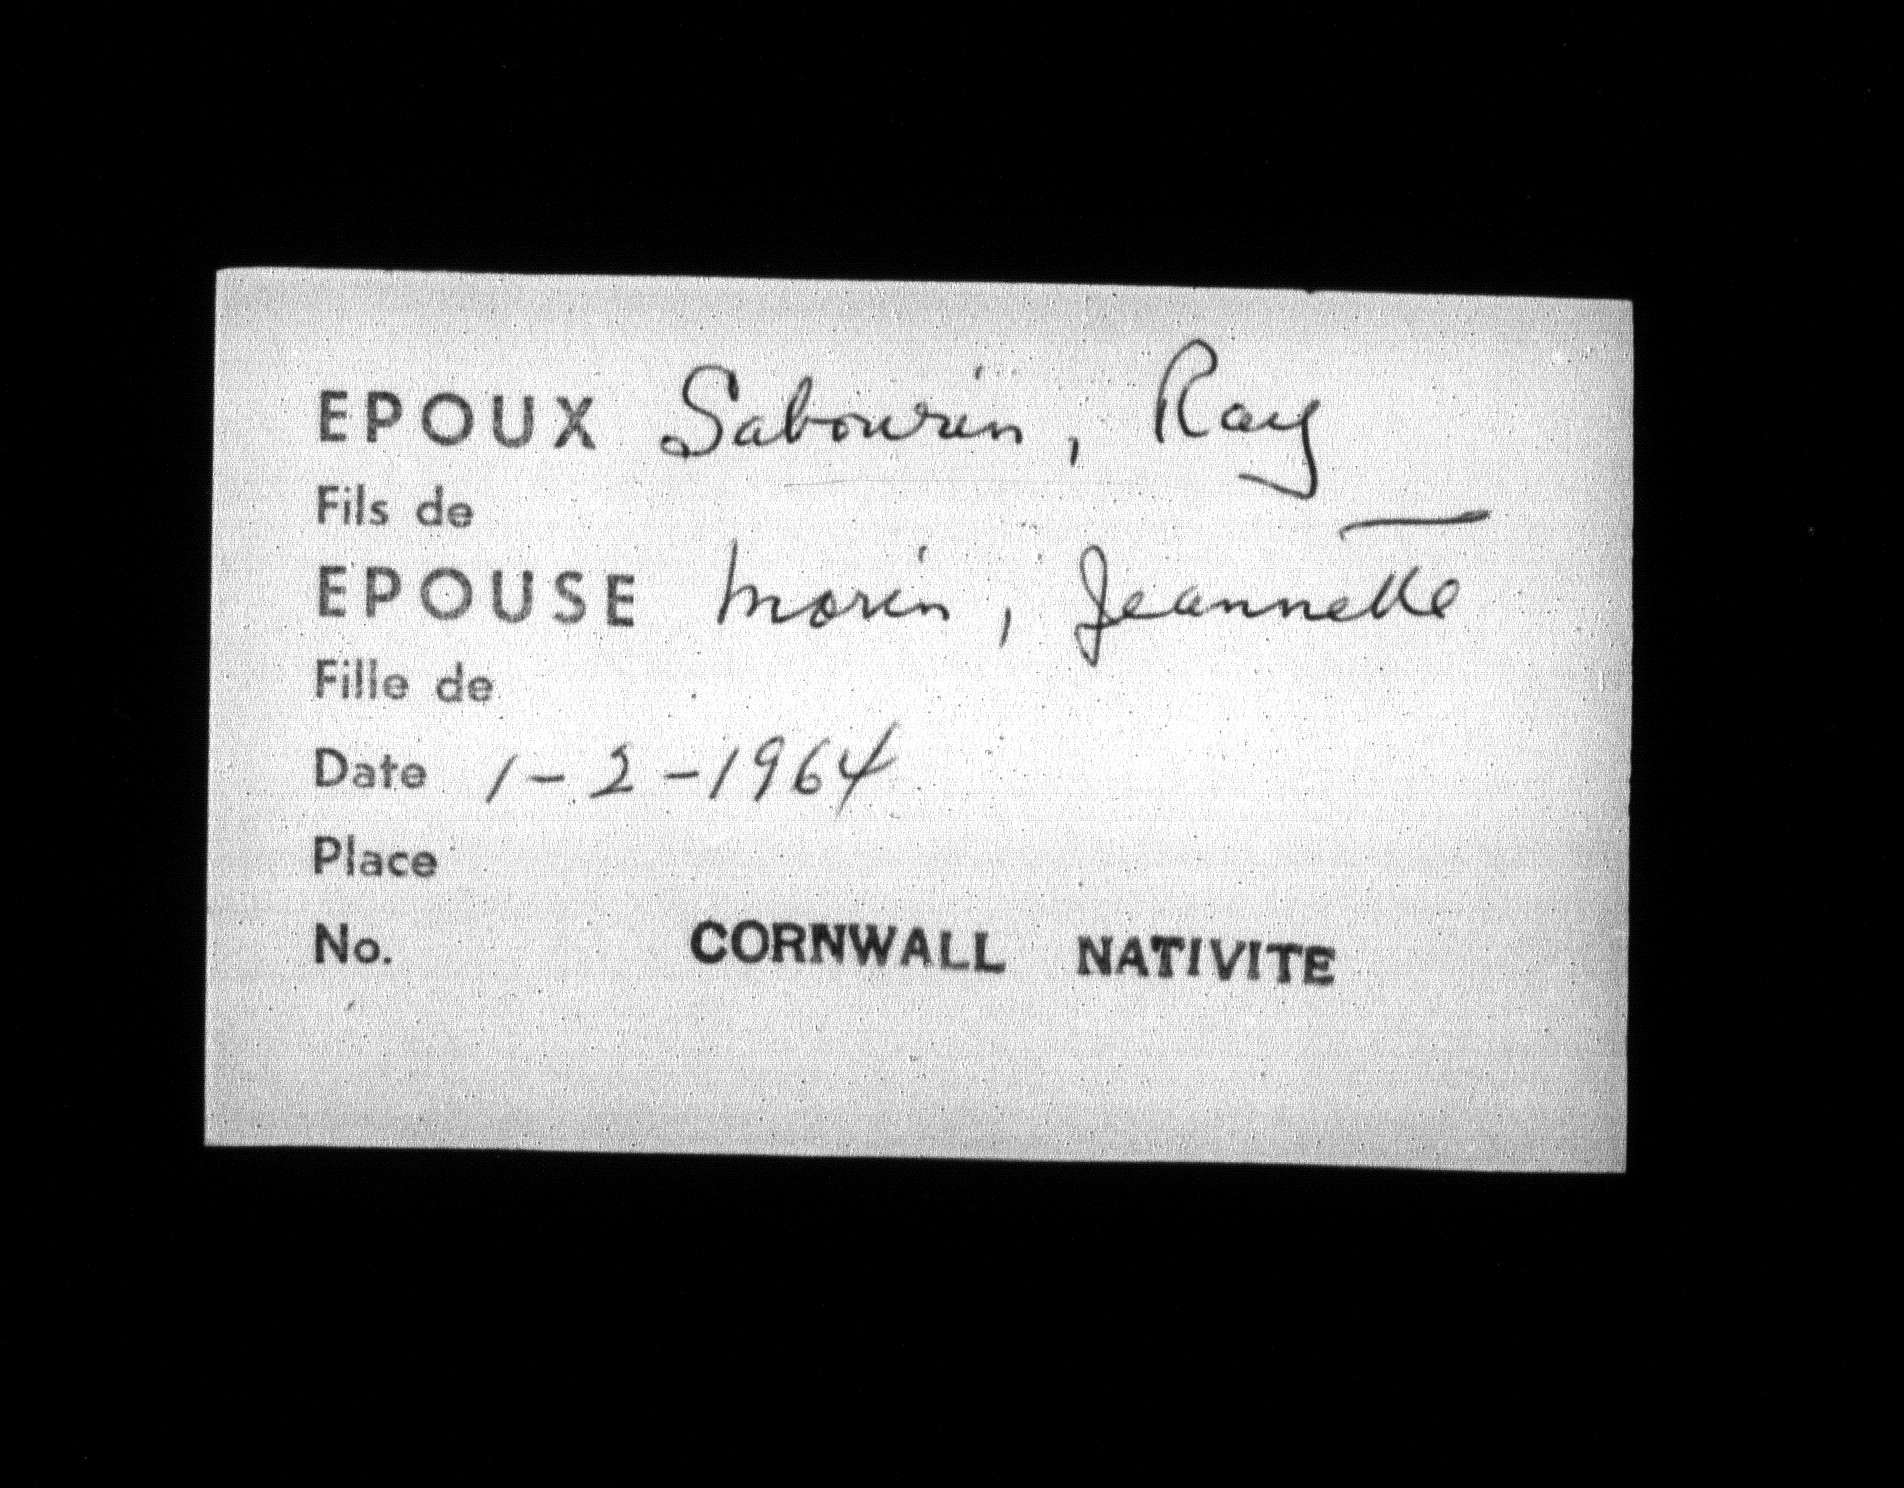 EPOUX Sabourin, Ray
Fils de
EPOUSE Morin, Jeannette
Fille de
Date 1-2-1964
Place
No. CORNWALL NATIVITE